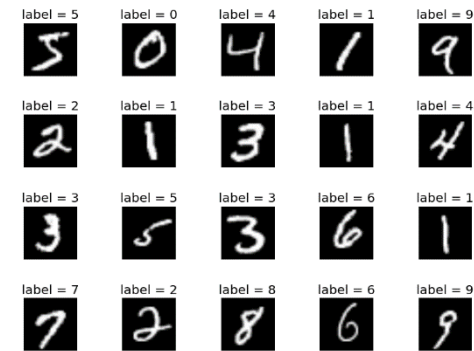 label = 5 label = 0 label = 4 label = 1 label = 9
5 0 4 1 9
label = 2 label = 1 label = 3 label = 1 label = 4
2 1 3 1 4
label = 3 label = 5 label = 3 label = 6 label = 1
3 5 3 6 1
label = 7 label = 2 label = 8 label = 6 label = 9
7 2 8 6 9